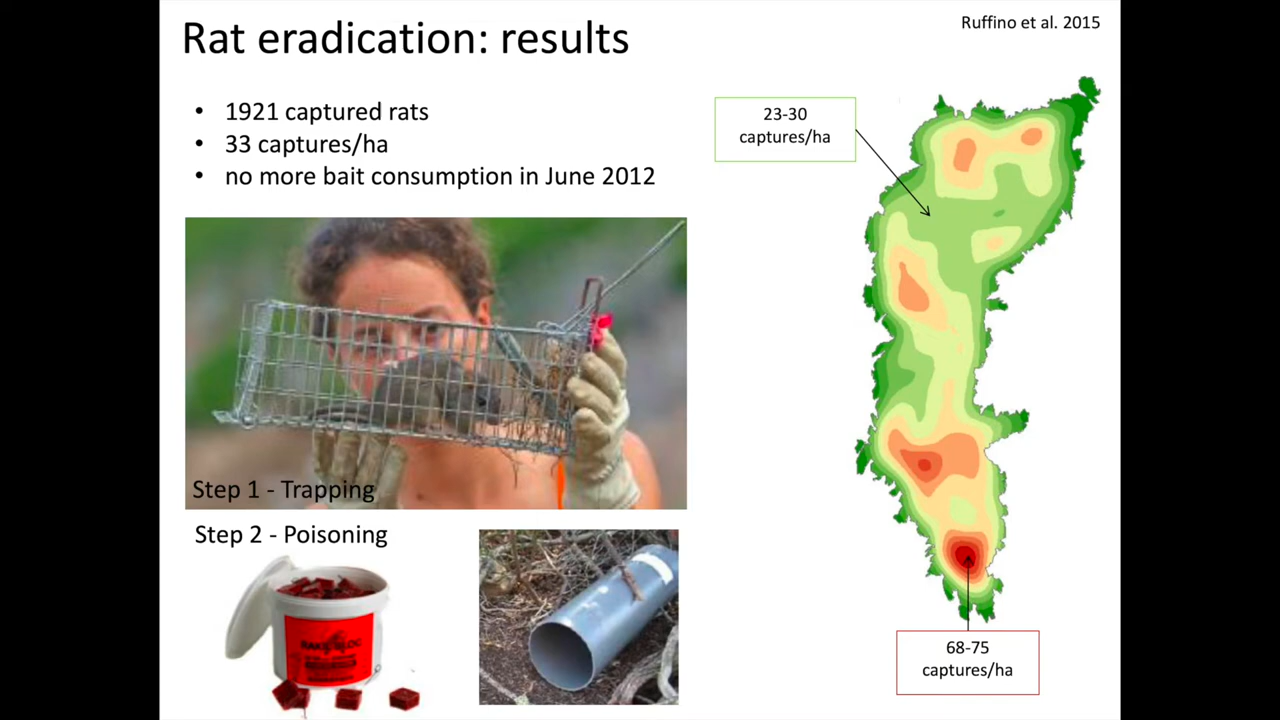 Rat eradication: results
Ruffino et al. 2015
• 1921 captured rats
• 33 captures/ha
• no more bait consumption in June 2012
23-30
captures/ha
Step 1 - Trapping
Step 2 - Poisoning
68-75
captures/ha